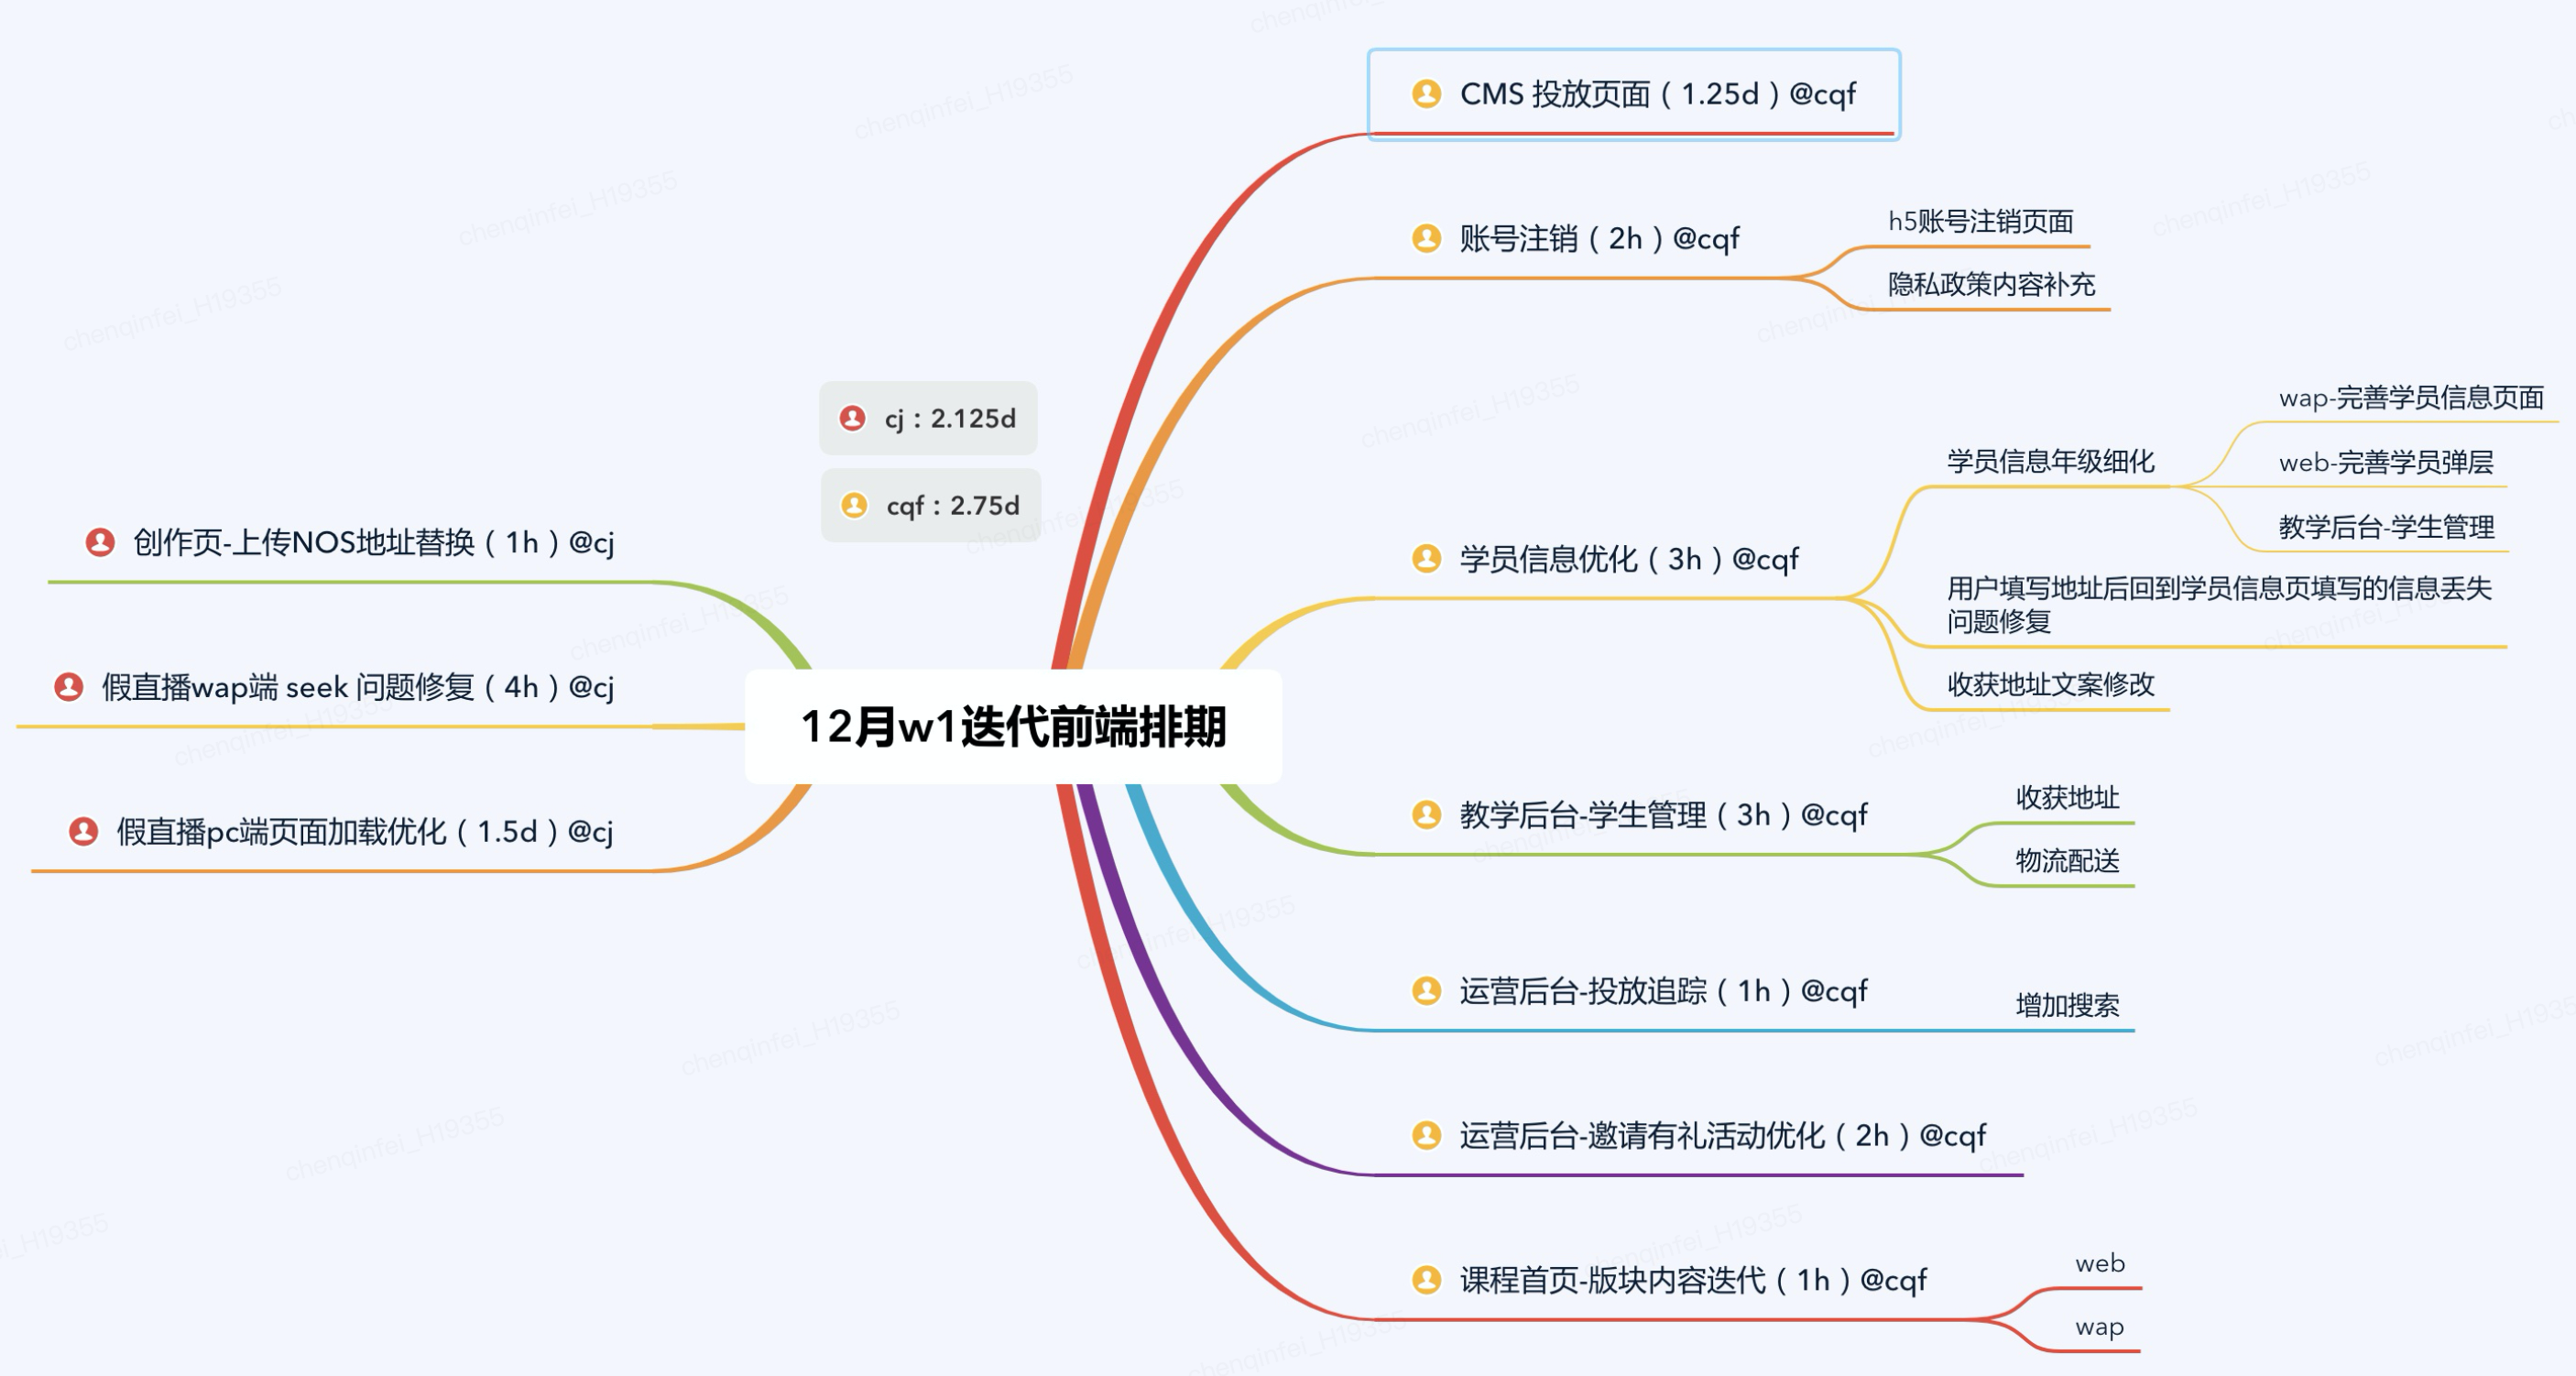 CMS 投放页面（1.25d）@cqf
账号注销（2h）@cqf
h5账号注销页面
隐私政策内容补充
cj：2.125d
cqf：2.75d
学员信息优化（3h）@cqf
学员信息年级细化
wap-完善学员信息页面
web-完善学员弹层
教学后台-学生管理
用户填写地址后回到学员信息页填写的信息丢失
问题修复
收获地址文案修改
创作页-上传NOS地址替换（1h）@cj
假直播wap端 seek 问题修复（4h）@cj
假直播pc端页面加载优化（1.5d）@cj
12月w1迭代前端排期
教学后台-学生管理（3h）@cqf
收获地址
物流配送
运营后台-投放追踪（1h）@cqf
增加搜索
运营后台-邀请有礼活动优化（2h）@cqf
课程首页-版块内容迭代（1h）@cqf
web
wap
chenqinfei_H19355